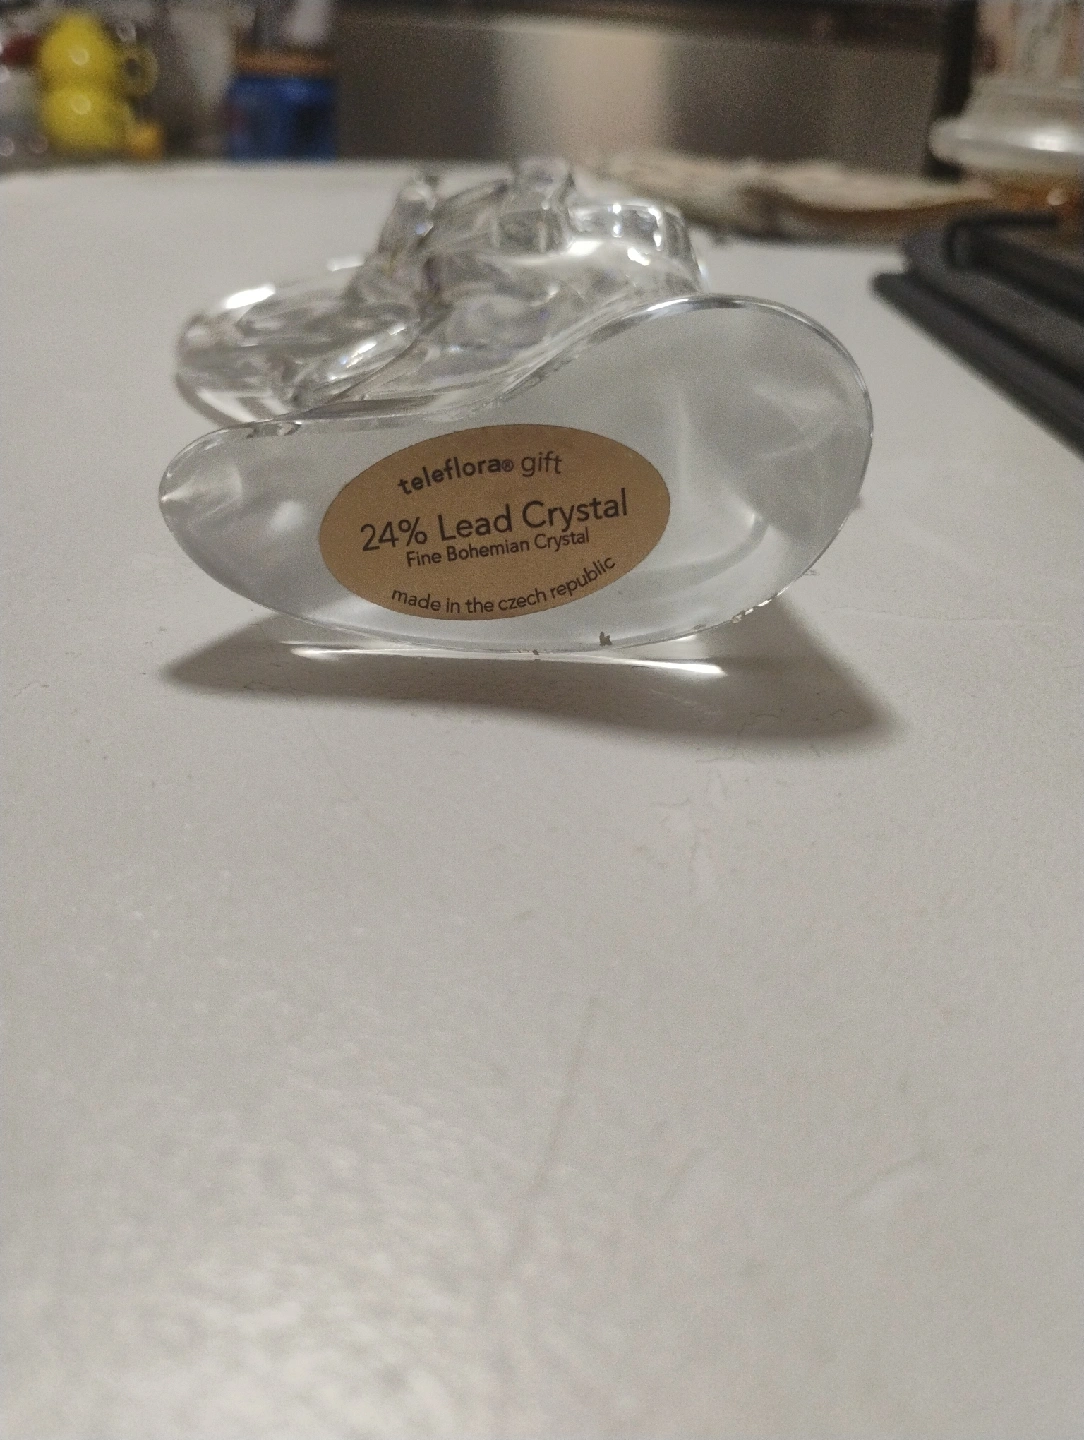 teleflora® gift
24% Lead Crystal
Fine Bohemian Crystal
made in the czech republic